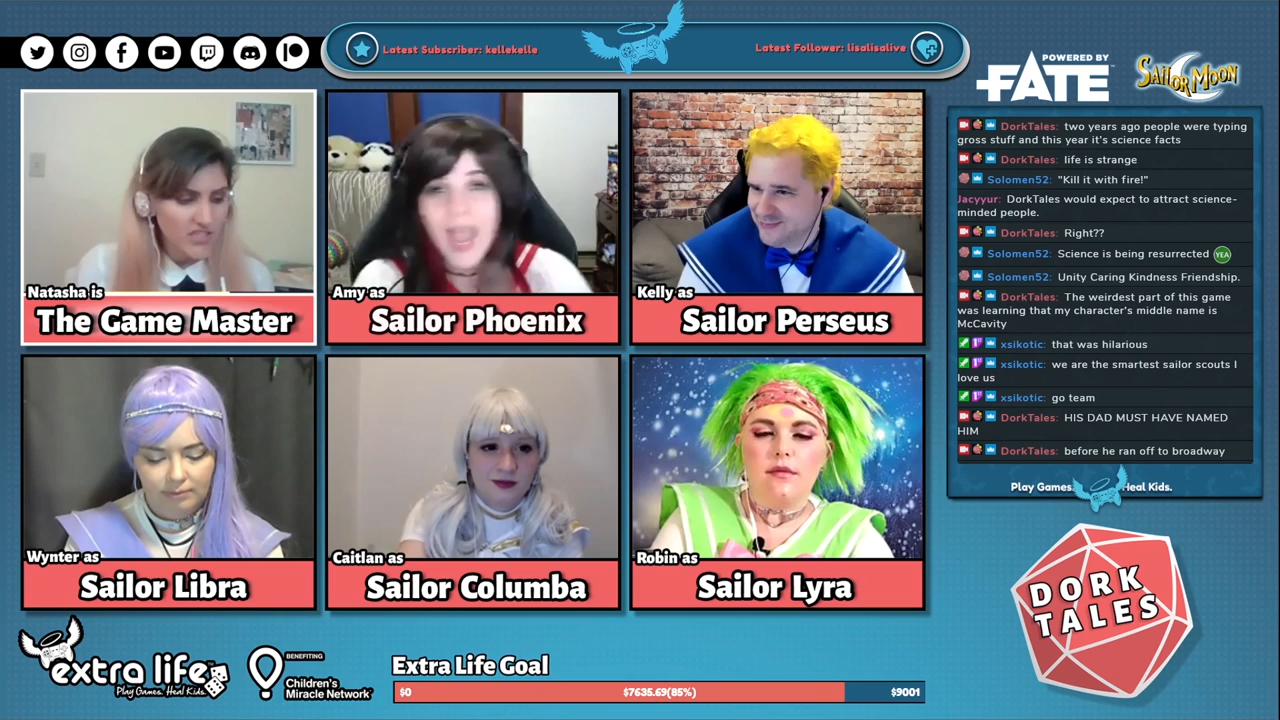 Latest Subscriber: kellekelle
Latest Follower: lisalisalive
POWERED BY
FATE
SAILOR MOON
Natasha is
The Game Master
Amy as
Sailor Phoenix
Kelly as
Sailor Perseus
Wynter as
Sailor Libra
Caitlan as
Sailor Columba
Robin as
Sailor Lyra
DorkTales: two years ago people were typing
gross stuff and this year it's science facts
DorkTales: life is strange
Solomen52: "Kill it with fire!"
Jacyyur: DorkTales would expect to attract science-
minded people.
DorkTales: Right??
Solomen52: Science is being resurrected YEA
Solomen52: Unity Caring Kindness Friendship.
DorkTales: The weirdest part of this game
was learning that my character's middle name is
McCavity
xsikotic: that was hilarious
xsikotic: we are the smartest sailor scouts I
love us
xsikotic: go team
DorkTales: HIS DAD MUST HAVE NAMED
HIM
DorkTales: before he ran off to broadway
Play Games. Heal Kids.
DORK
TALES
extra life
Play Games. Heal Kids.
BENEFITING
Children's
Miracle Network
Extra Life Goal
$0
$7635.69(85%)
$9001